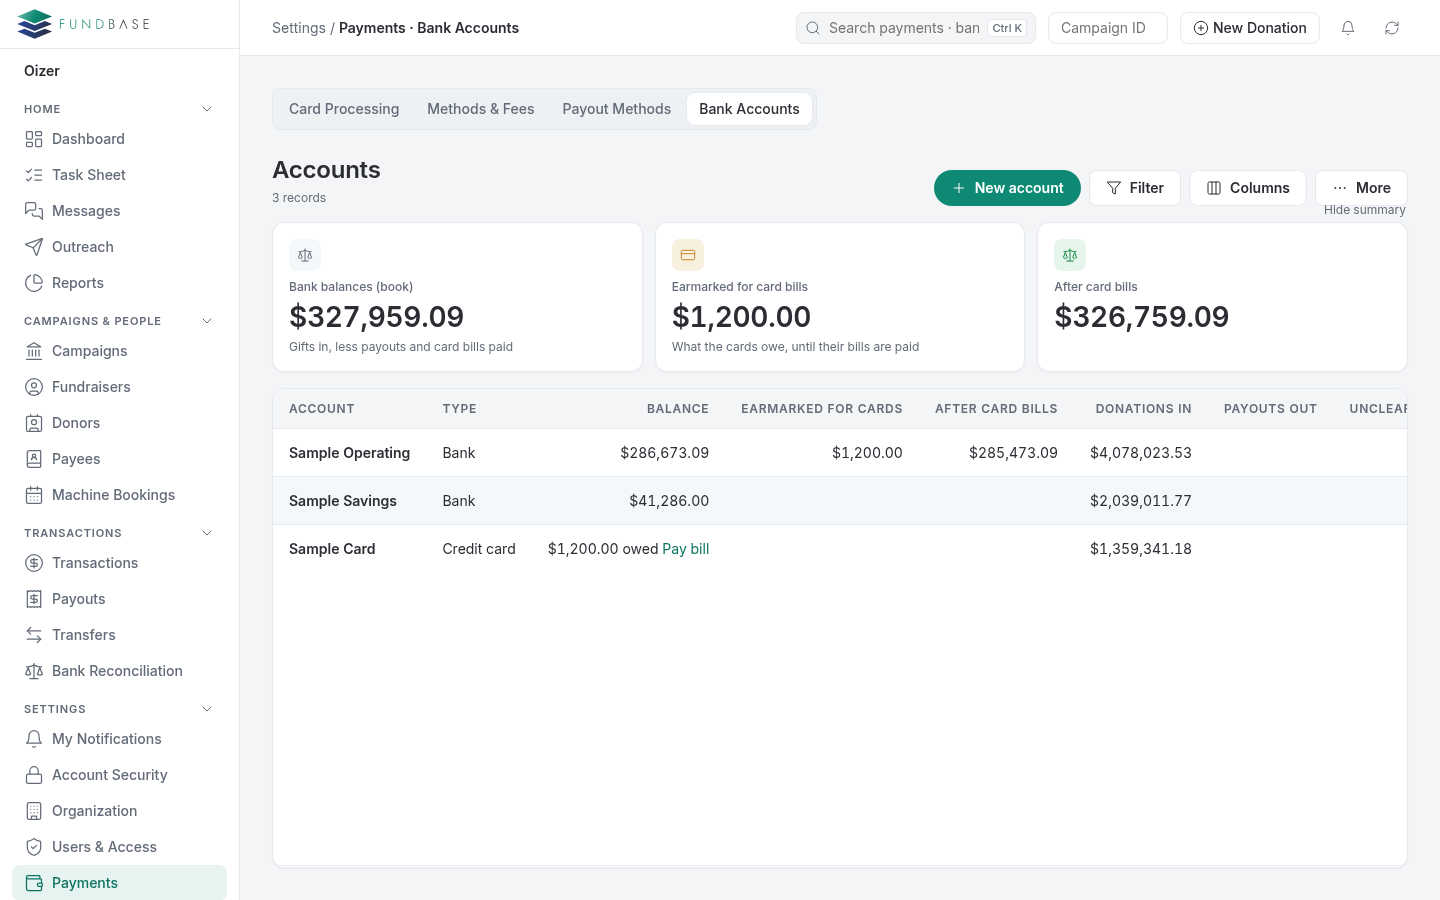 FUNDBASE
Settings / Payments · Bank Accounts
Search payments · ban
Ctrl K
Campaign ID
New Donation
Oizer
HOME
Dashboard
Task Sheet
Messages
Outreach
Reports
CAMPAIGNS & PEOPLE
Campaigns
Fundraisers
Donors
Payees
Machine Bookings
TRANSACTIONS
Transactions
Payouts
Transfers
Bank Reconciliation
SETTINGS
My Notifications
Account Security
Organization
Users & Access
Payments
Card Processing
Methods & Fees
Payout Methods
Bank Accounts
Accounts
3 records
New account
Filter
Columns
More
Hide summary
Bank balances (book)
$327,959.09
Gifts in, less payouts and card bills paid
Earmarked for card bills
$1,200.00
What the cards owe, until their bills are paid
After card bills
$326,759.09
ACCOUNT TYPE BALANCE EARMARKED FOR CARDS AFTER CARD BILLS DONATIONS IN PAYOUTS OUT UNCLEAR
Sample Operating Bank $286,673.09 $1,200.00 $285,473.09 $4,078,023.53
Sample Savings Bank $41,286.00 $2,039,011.77
Sample Card Credit card $1,200.00 owed Pay bill $1,359,341.18